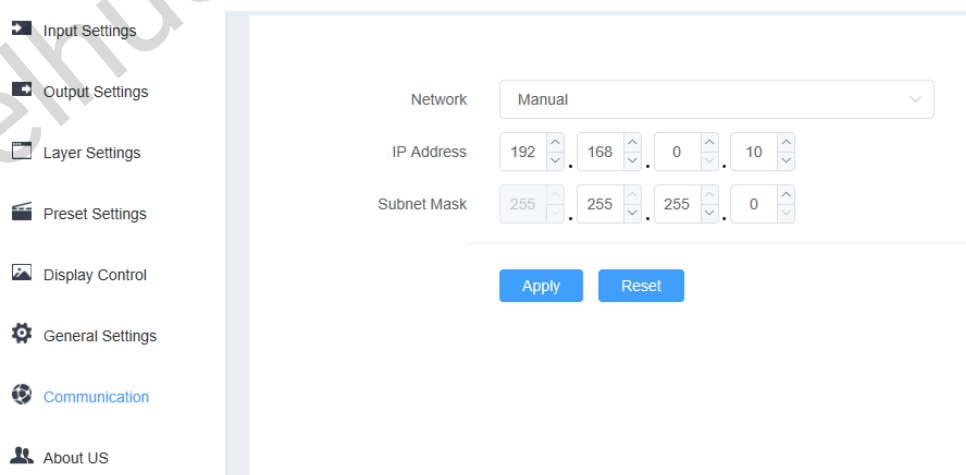 Input Settings
Output Settings
Layer Settings
Preset Settings
Display Control
General Settings
Communication
About US
Network Manual
IP Address 192 . 168 . 0 . 10
Subnet Mask 255 . 255 . 255 . 0
Apply Reset